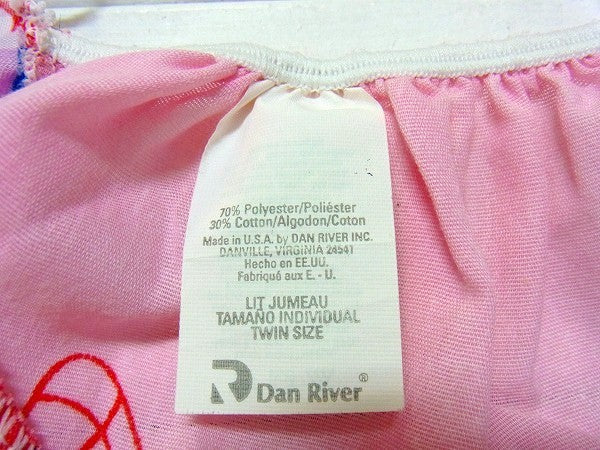 70% Polyester/Poliéster
30% Cotton/Algodon/Coton
Made in U.S.A. by DAN RIVER INC.
DANVILLE, VIRGINIA 24541
Hecho en EE.UU.
Fabriqué aux E. - U.
LIT JUMEAU
TAMAÑO INDIVIDUAL
TWIN SIZE
Dan River®